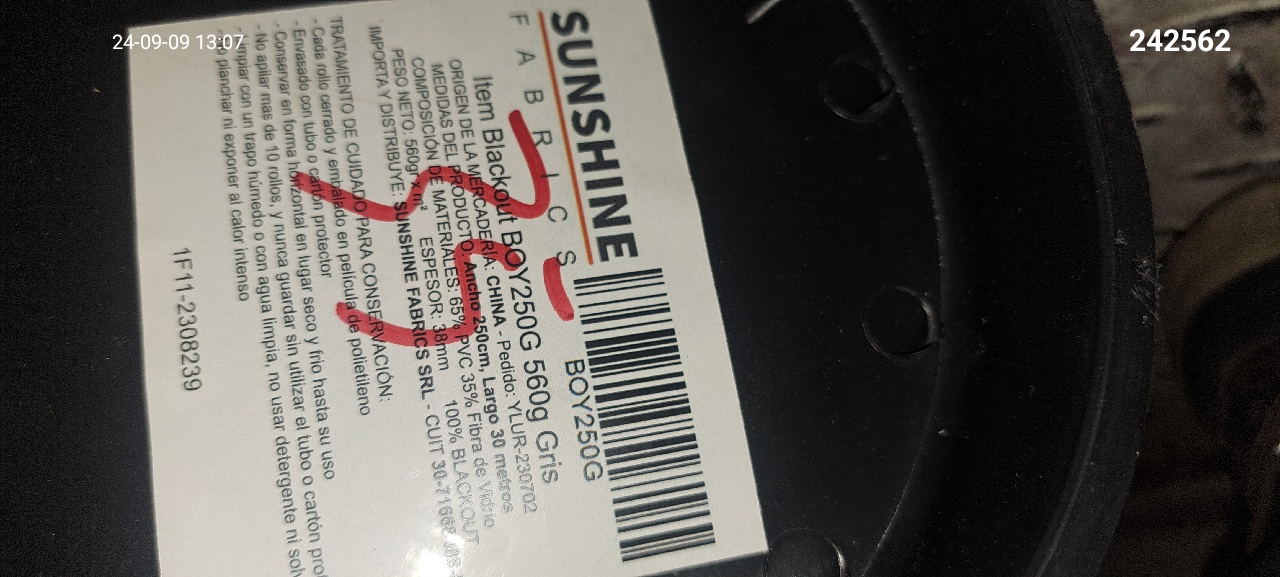 24-09-09 13:07
242562
SUNSHINE
FABRICS
BOY250G
Item Blackout BOY250G 560g Gris
ORIGEN DE LA MERCADERÍA: CHINA - Pedido: YLUR-230702
MEDIDAS DEL PRODUCTO: Ancho 250cm, Largo 30 metros
COMPOSICIÓN DE MATERIALES: 65% PVC 35% Fibra de Vidrio
PESO NETO: 560gr x m² ESPESOR: 38mm 100% BLACKOUT
IMPORTA Y DISTRIBUYE: SUNSHINE FABRICS SRL - CUIT
TRATAMIENTO DE CUIDADO PARA CONSERVACIÓN:
- Cada rollo cerrado y embalado en película de polietileno
- Envasado con tubo o cartón protector
- Conservar en forma horizontal en lugar seco y frio hasta su uso
- No apilar mas de 10 rollos, y nunca guardar sin utilizar el tubo o cartón
- Limpiar con un trapo húmedo o con agua limpia, no usar detergente ni
- No planchar ni exponer al calor intenso
1F11-2308239